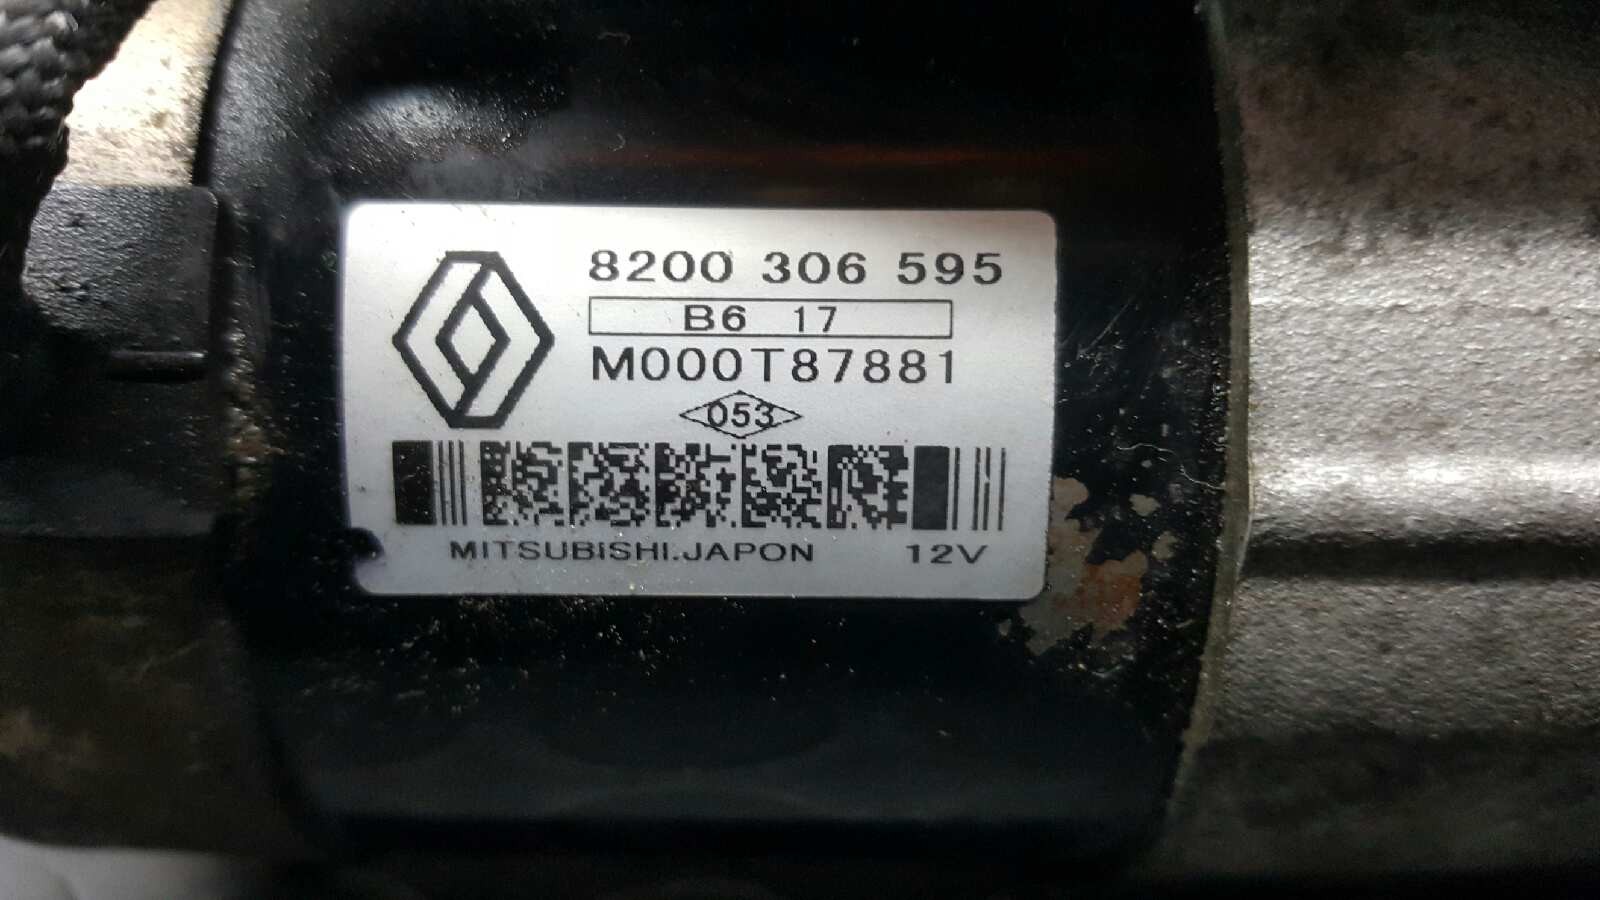 8200 306 595
B6 17
M000T87881
053
MITSUBISHI.JAPON 12V